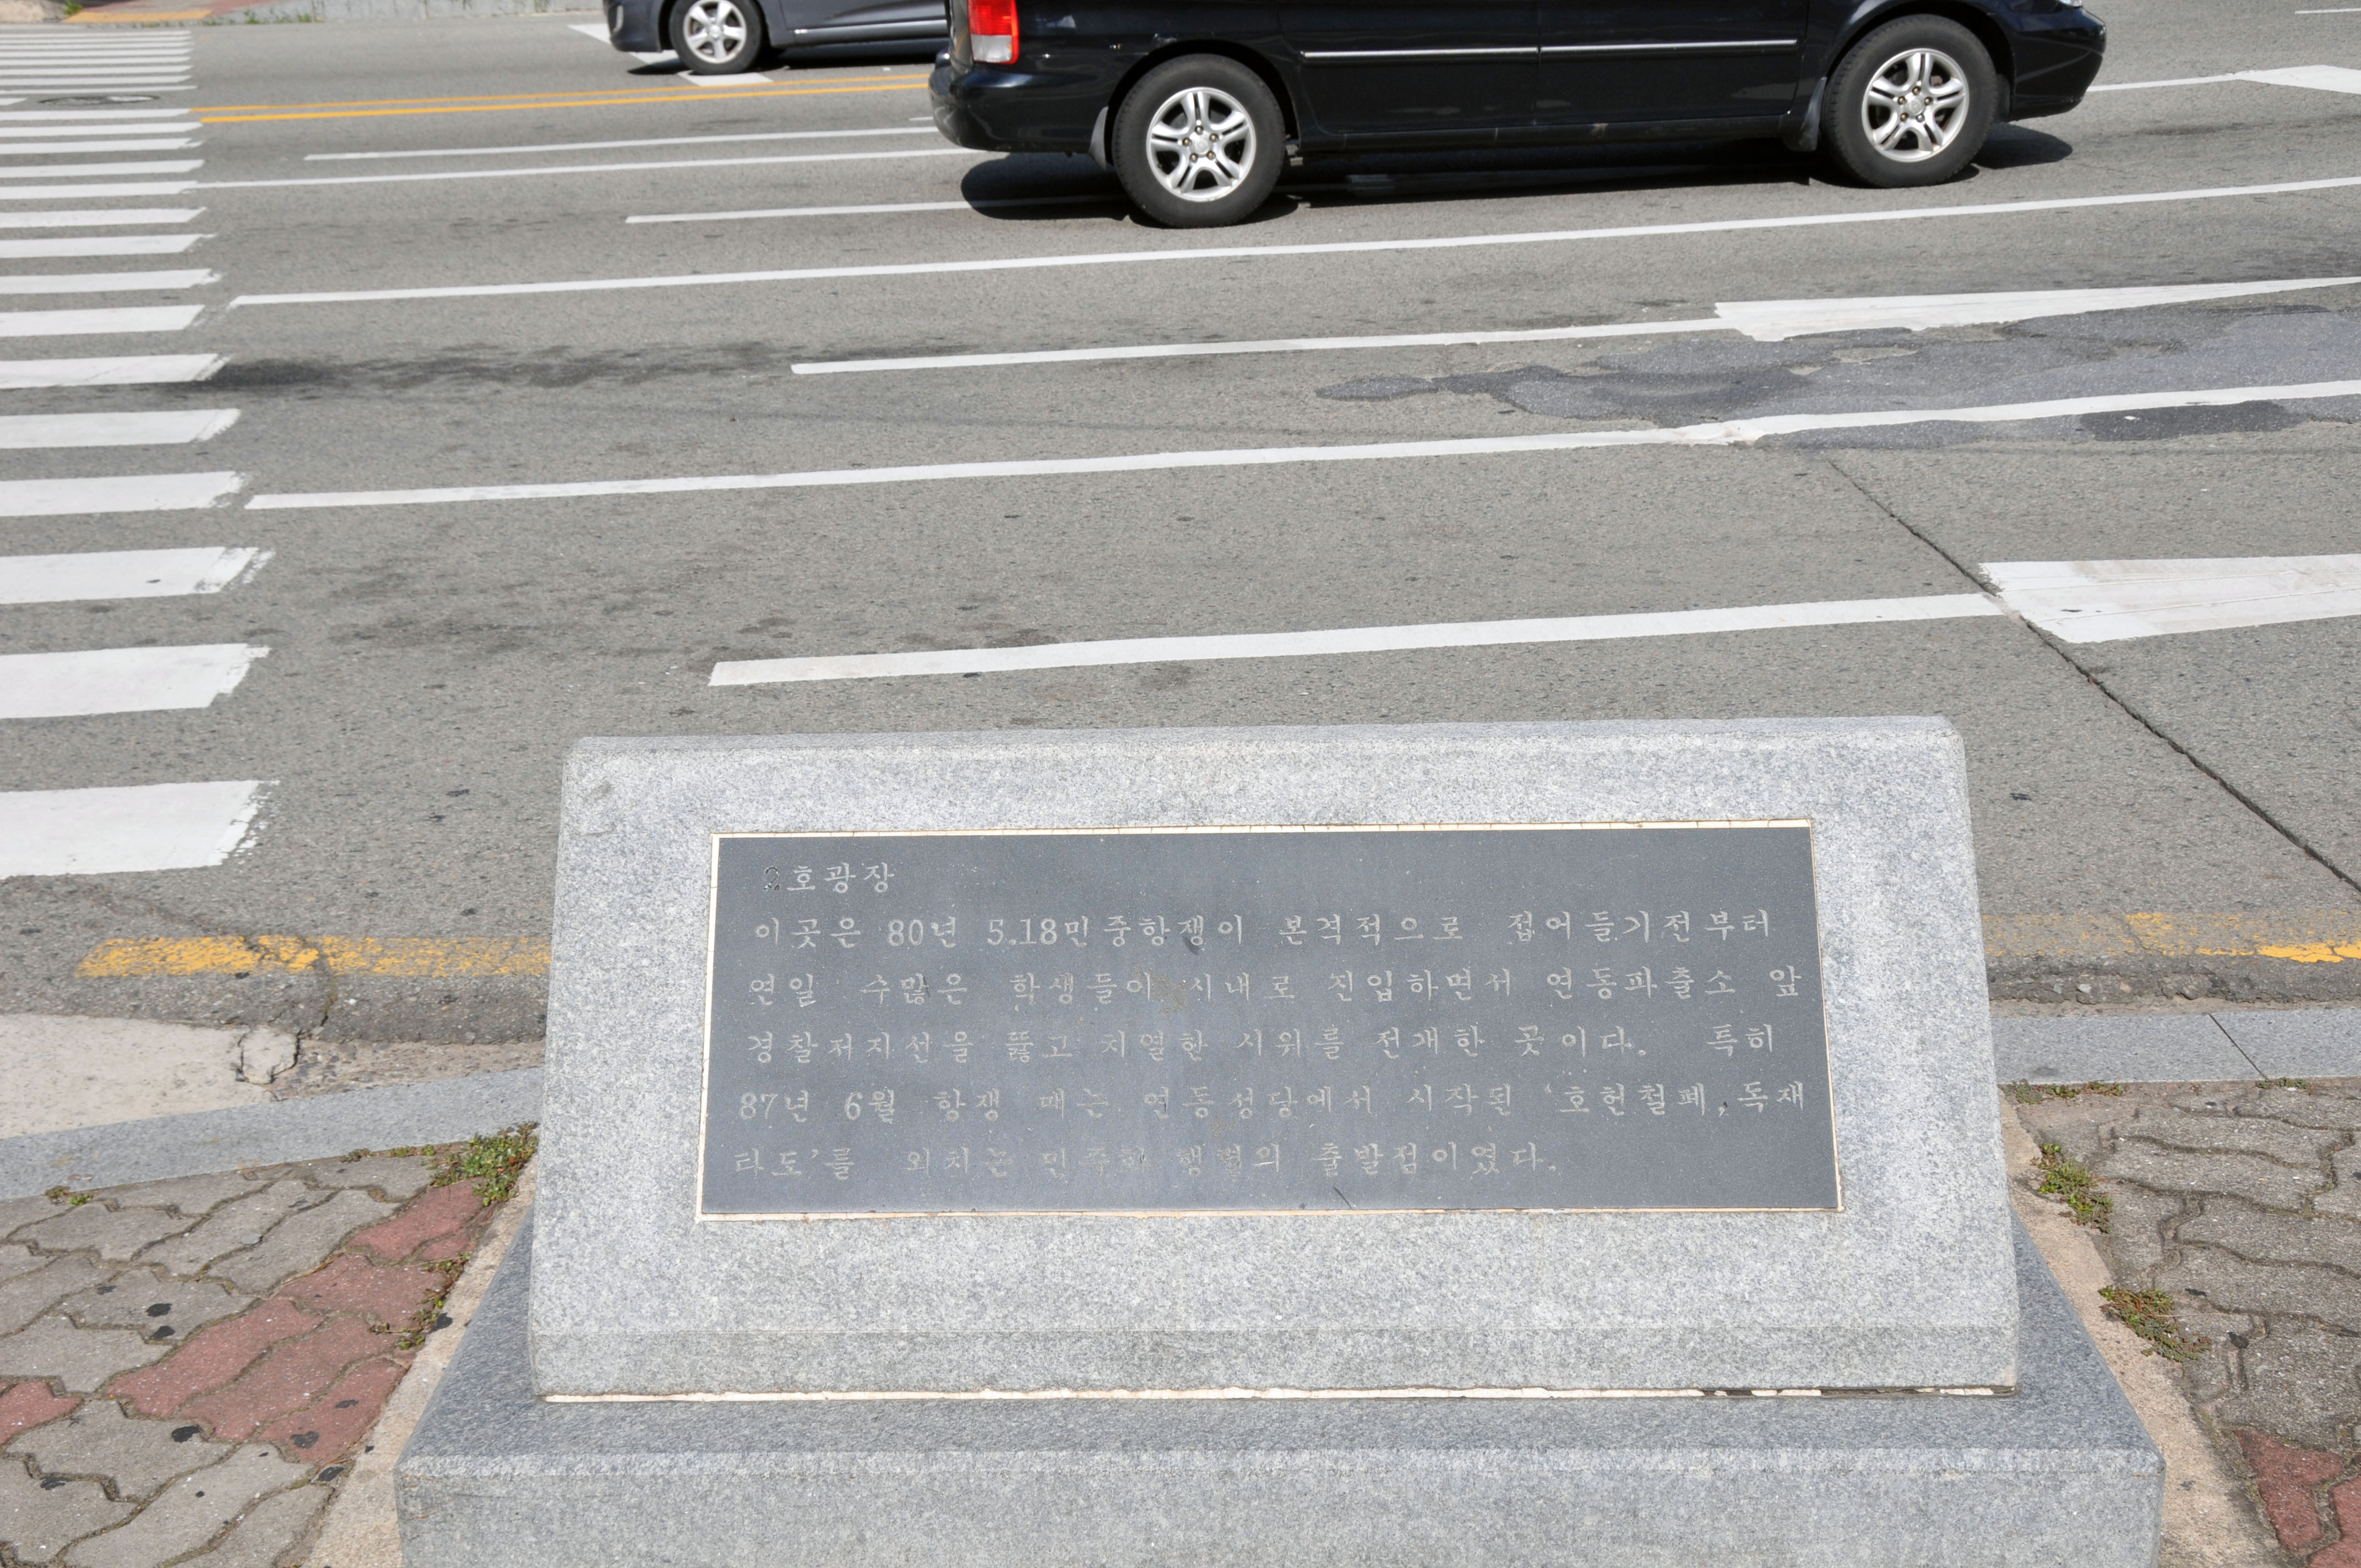 2호광장
이곳은 80년 5.18민중항쟁이 본격적으로 접어들기전부터
연일 수많은 학생들이 시내로 진입하면서 연동파출소 앞
경찰저지선을 뚫고 치열한 시위를 전개한 곳이다. 특히
87년 6월 항쟁 때는 연동성당에서 시작된 '호헌철폐,독재
타도'를 외치는 민주화 행렬의 출발점이였다.